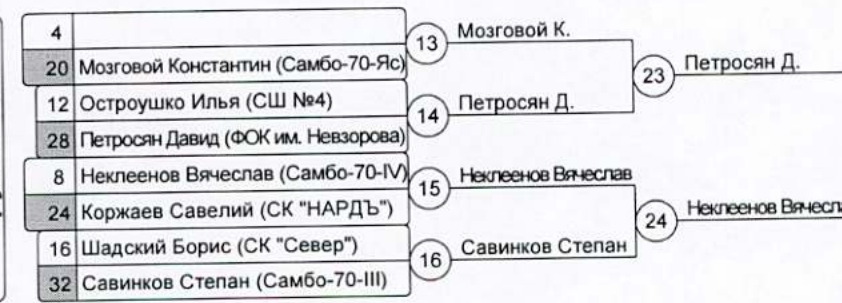 4
20 Мозговой Константин (Самбо-70-Яс)
12 Остроушко Илья (СШ №4)
28 Петросян Давид (ФОК им. Невзорова)
8 Неклеенов Вячеслав (Самбо-70-IV)
24 Коржаев Савелий (СК "НАРДЪ")
16 Шадский Борис (СК "Север")
32 Савинков Степан (Самбо-70-III)
13 Мозговой К.
14 Петросян Д.
15 Неклеенов Вячеслав
16 Савинков Степан
23 Петросян Д.
24 Неклеенов Вячесла